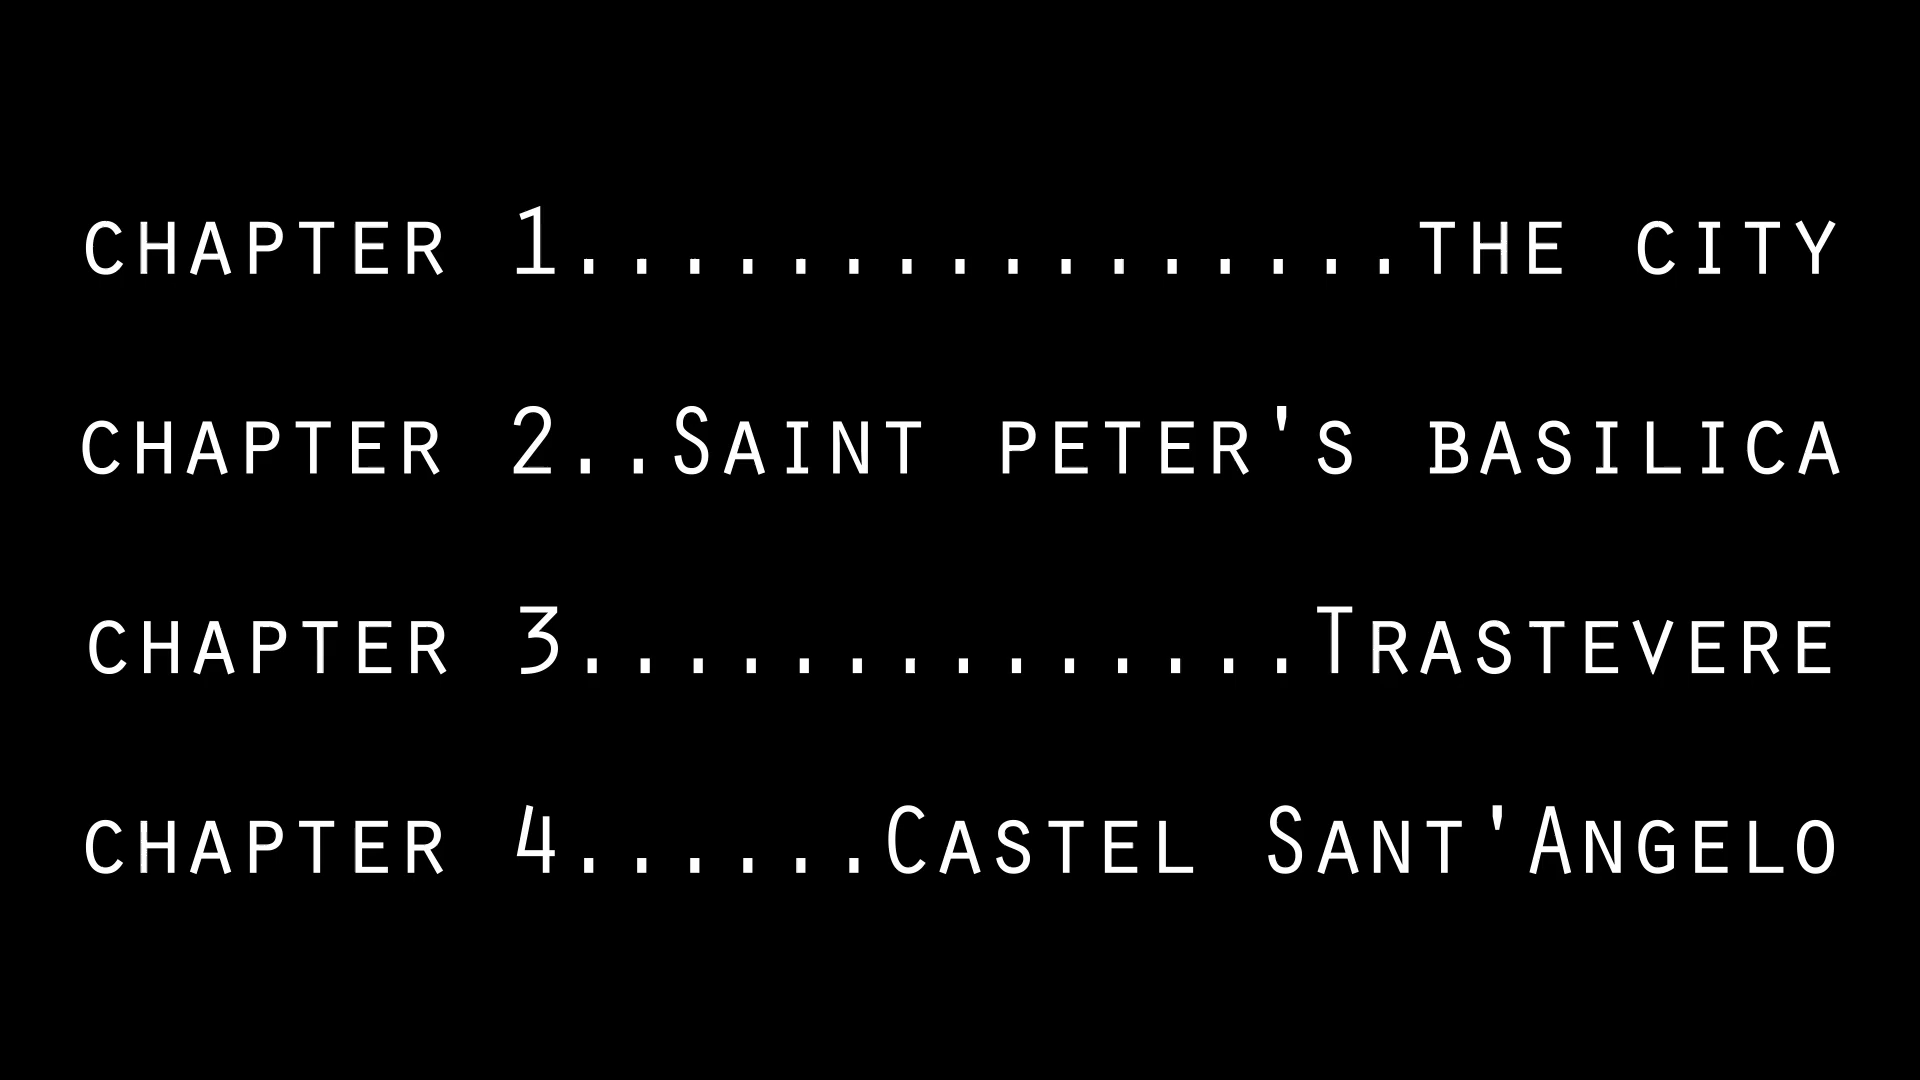 chapter 1................the city
chapter 2..Saint peter's basilica
chapter 3..............Trastevere
chapter 4......Castel Sant'Angelo